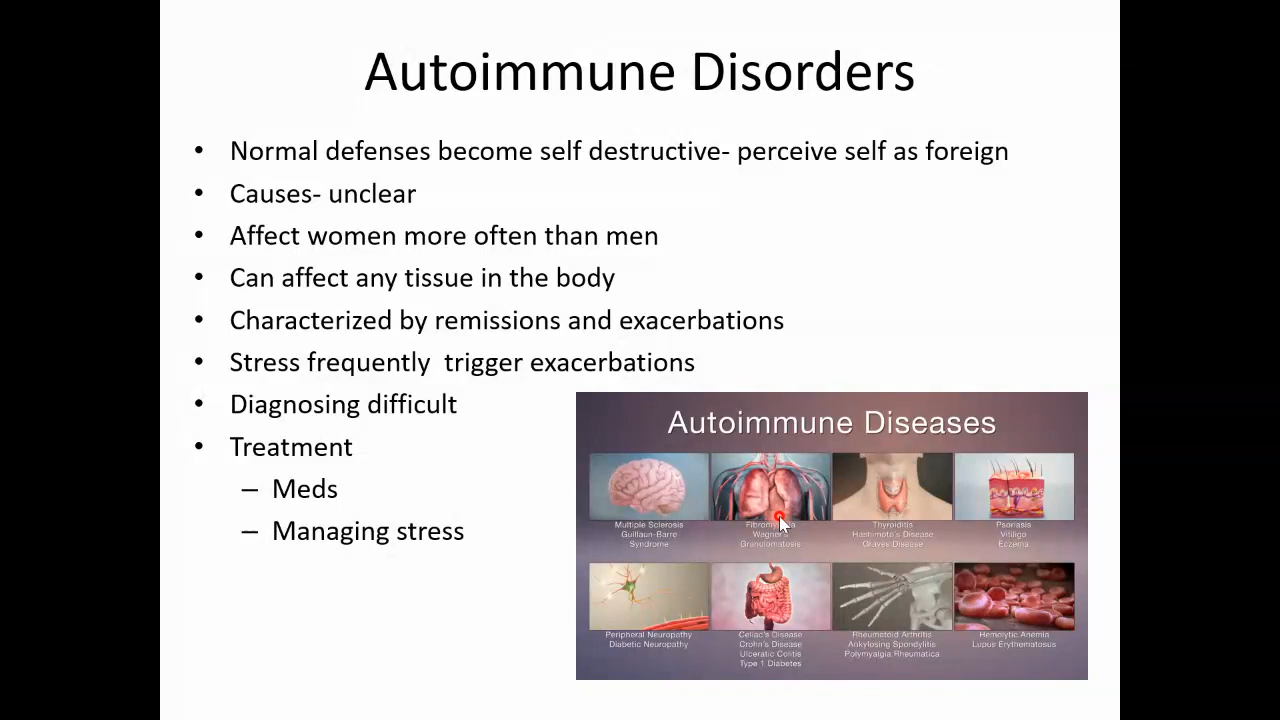 Autoimmune Disorders
• Normal defenses become self destructive- perceive self as foreign
• Causes- unclear
• Affect women more often than men
• Can affect any tissue in the body
• Characterized by remissions and exacerbations
• Stress frequently  trigger exacerbations
• Diagnosing difficult
• Treatment
– Meds
– Managing stress
Autoimmune Diseases
Multiple Sclerosis
Guillaun-Barre
Syndrome
Wagner's
Granulomatosis
Thyroiditis
Hashimoto's Disease
Graves Disease
Psoriasis
Vitiligo
Eczema
Peripheral Neuropathy
Diabetic Neuropathy
Celiac's Disease
Crohn's Disease
Ulceratic Colitis
Type 1 Diabetes
Rheumatoid Arthritis
Ankylosing Spondylitis
Polymyalgia Rheumatica
Hemolytic Anemia
Lupus Erythematosus